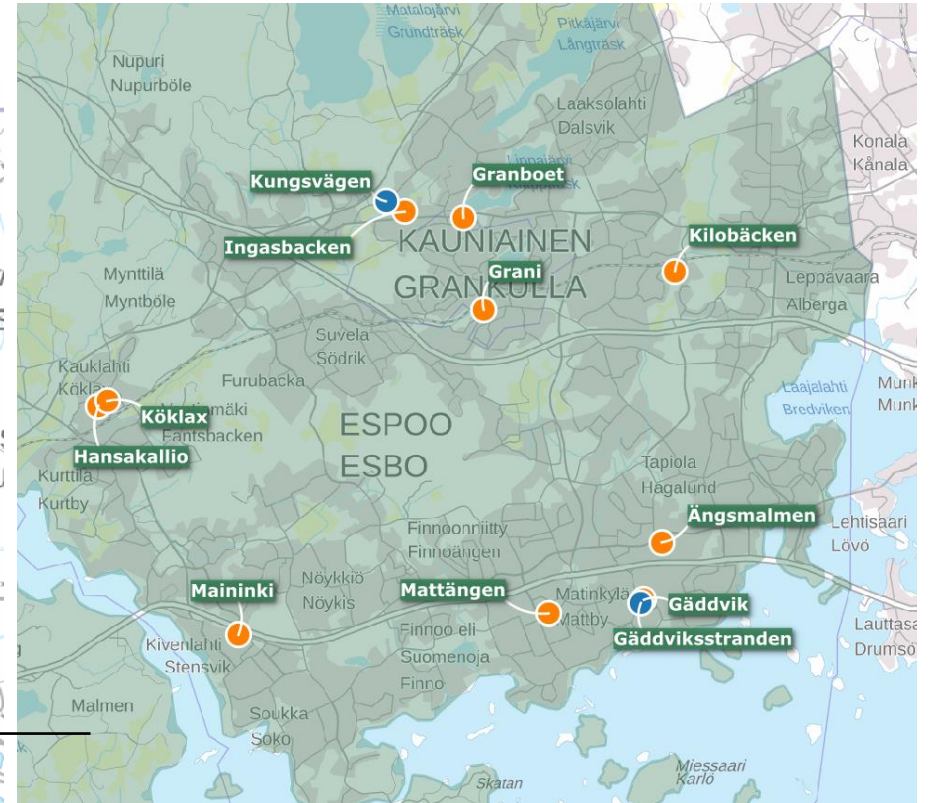 Matalajärvi
Grundträsk
Pitkäjärvi
Långträsk
Nupuri
Nupurböle
Laaksolahti
Dalsvik
Konala
Kånala
Kungsvägen
Granboet
Ingasbacken
KAUNIAINEN
GRANKULLA
Kilobäcken
Grani
Mynttilä
Myntböle
Leppävaara
Alberga
Suvela
Södrik
Kauklahti
Furubacka
Laajalahti
Bredviken
Munk
Munk
Köklax
Fantsbacken
ESPOO
ESBO
Hansakallio
Kurttila
Kurtby
Tapiola
Hagalund
Ängsmalmen
Lehtisaari
Lövö
Finnoonniitty
Finnoängen
Nöykkiö
Nöykis
Maininki
Mattängen
Matinkylä
Mattby
Gäddvik
Gäddviksstranden
Kivenlahti
Stensvik
Finnoo eli
Suomenoja
Finno
Lauttasa
Drumsö
Malmen
Soukka
Soko
Skatan
Miessaari
Karlö